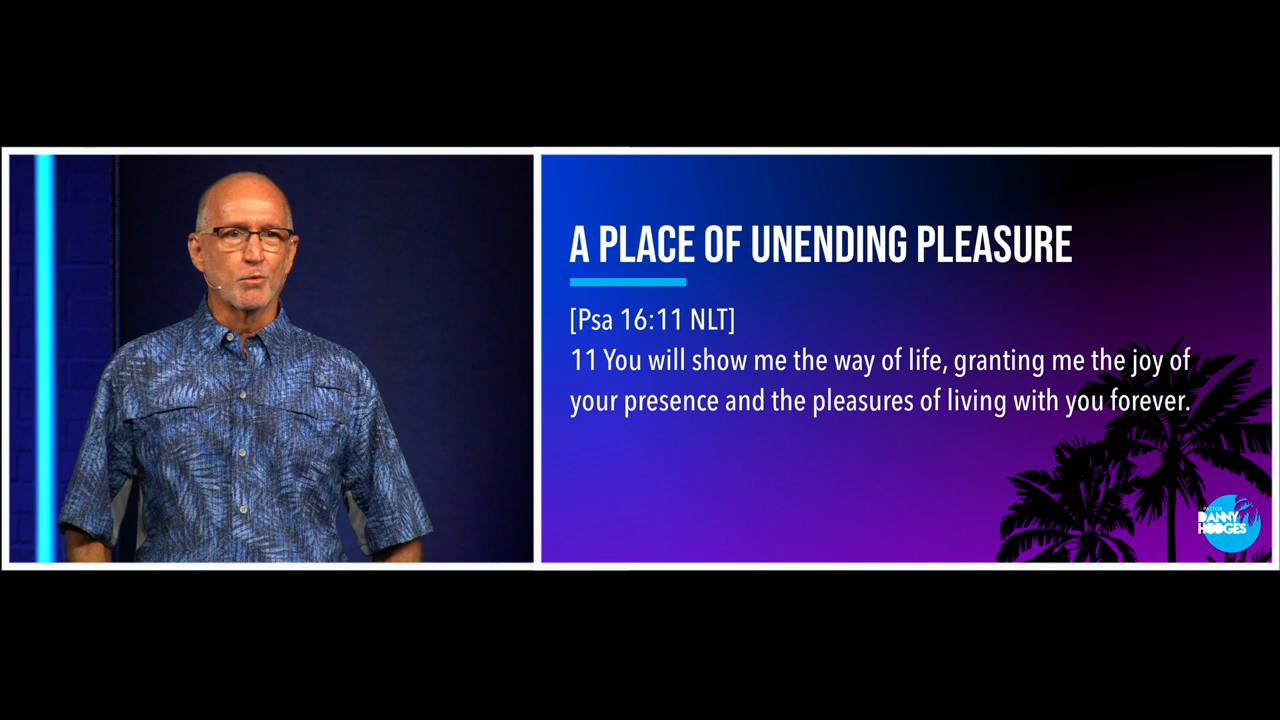 A PLACE OF UNENDING PLEASURE
[Psa 16:11 NLT]
11 You will show me the way of life, granting me the joy of
your presence and the pleasures of living with you forever.
PASTOR
DANNY
HODGES